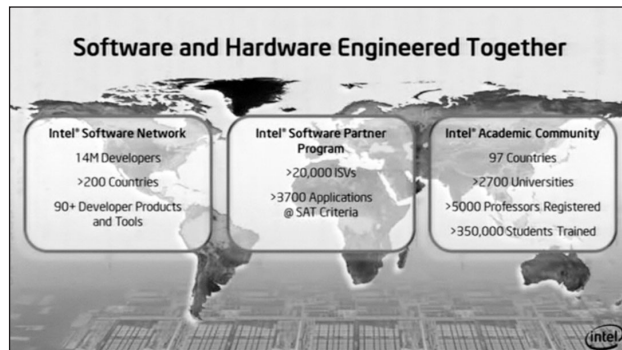 Software and Hardware Engineered Together
Intel® Software Network
14M Developers
>200 Countries
90+ Developer Products
and Tools
Intel® Software Partner
Program
>20,000 ISVs
>3700 Applications
@ SAT Criteria
Intel® Academic Community
97 Countries
>2700 Universities
>5000 Professors Registered
>350,000 Students Trained
intel